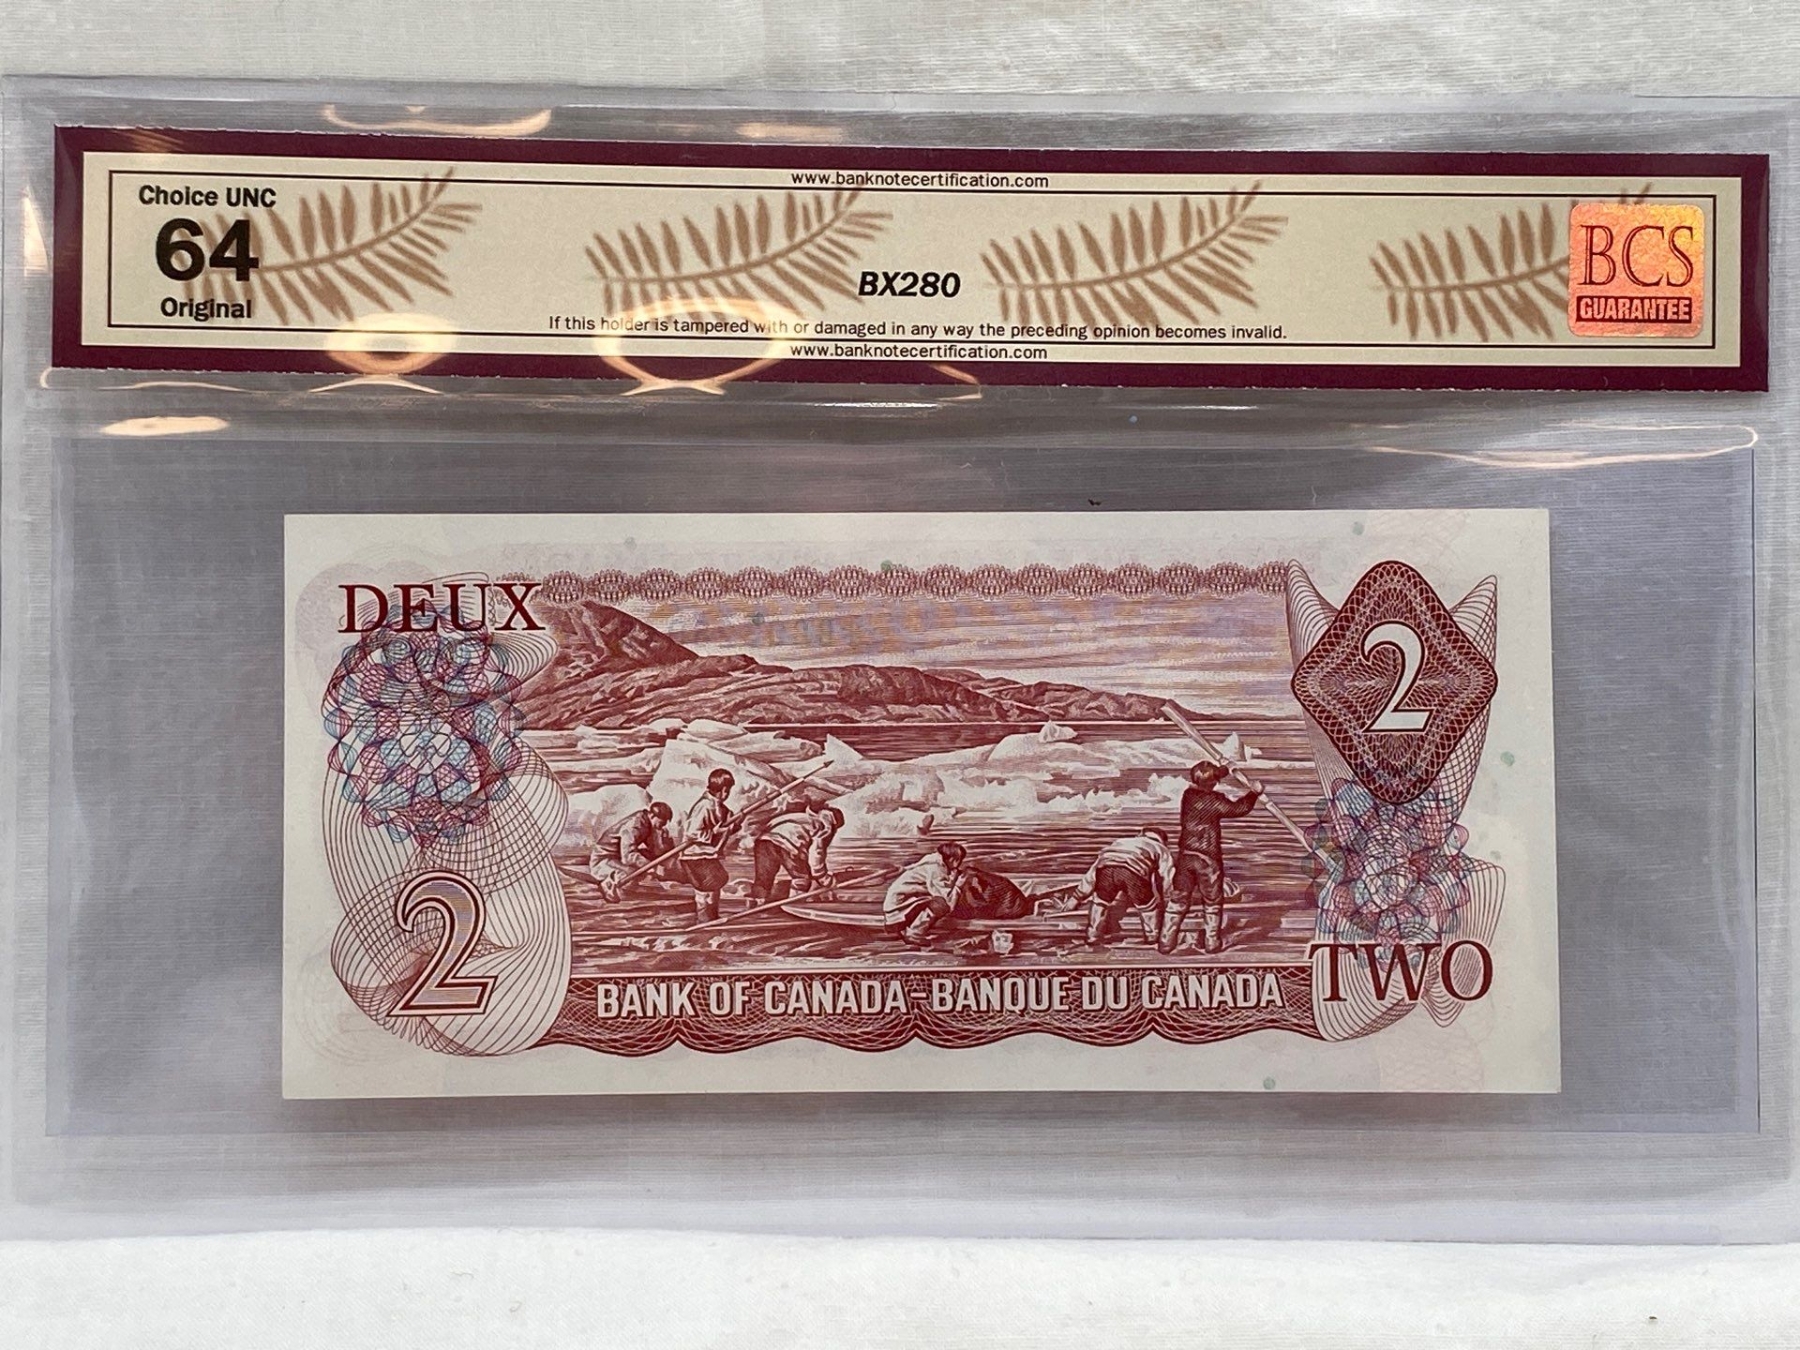 www.banknotecertification.com
Choice UNC
64
Original
BX280
BCS
GUARANTEE
If this holder is tampered with or damaged in any way the preceding opinion becomes invalid.
www.banknotecertification.com
DEUX
2
2
BANK OF CANADA-BANQUE DU CANADA
TWO